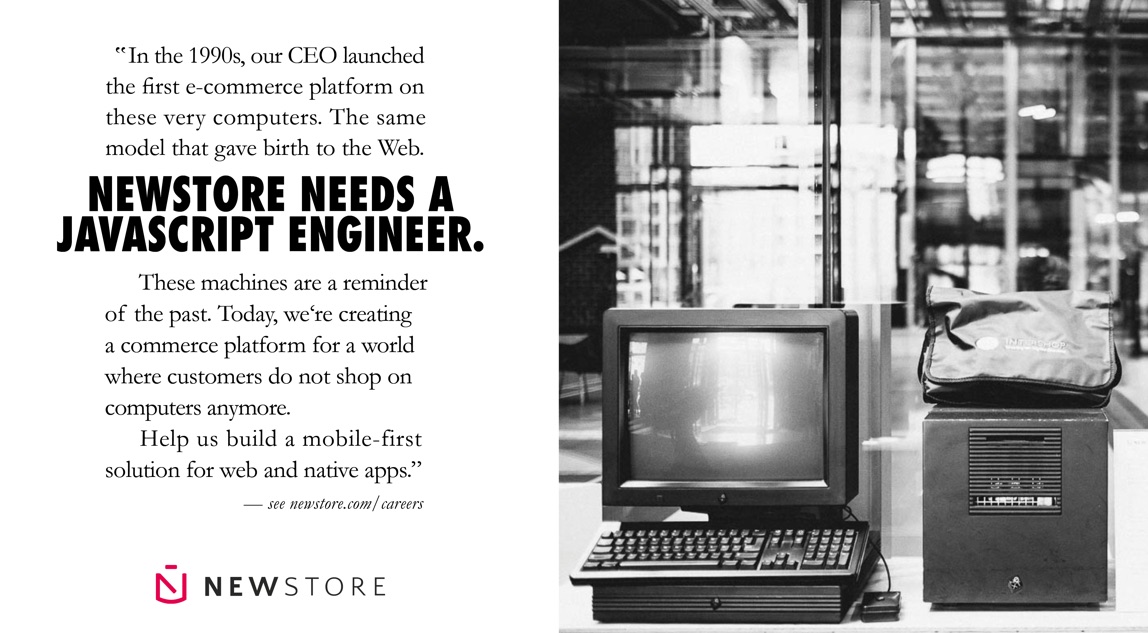 “In the 1990s, our CEO launched
the first e-commerce platform on
these very computers. The same
model that gave birth to the Web.
NEWSTORE NEEDS A
JAVASCRIPT ENGINEER.
These machines are a reminder
of the past. Today, we‘re creating
a commerce platform for a world
where customers do not shop on
computers anymore.
Help us build a mobile-first
solution for web and native apps.”
— see newstore.com/careers
NEWSTORE